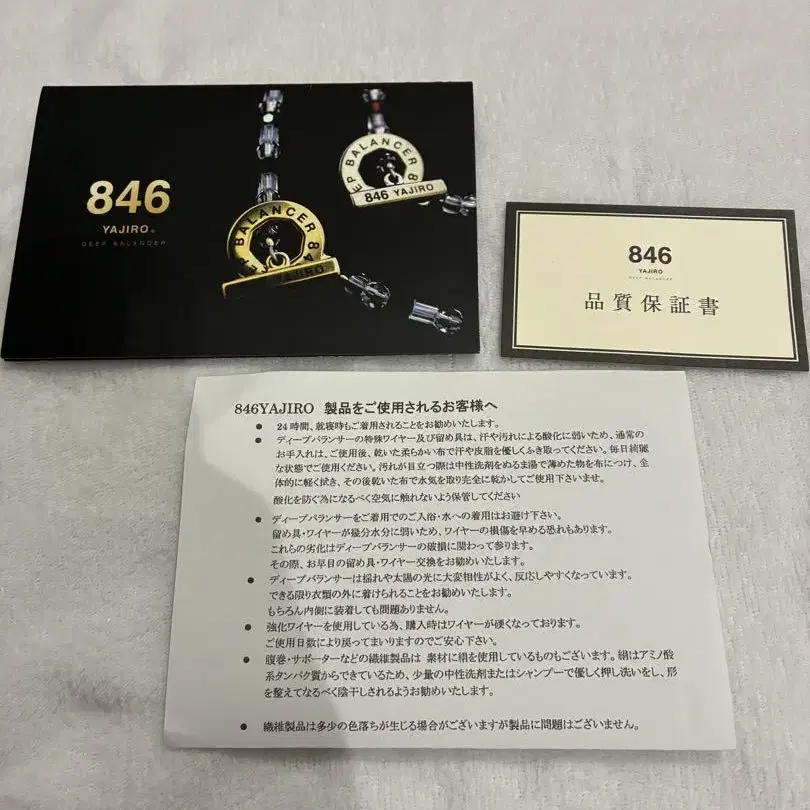 846
YAJIRO®
DEEP BALANCER
DEEP BALANCER 84
YAJIRO
EEP BALANCER 8
846 YAJIRO
846
YAJIRO
DEEP BALANCER
品質保証書
846YAJIRO 製品をご使用されるお客様へ
● 24時間、就寝時もご着用されることをお勧めいたします。
● ディープバランサーの特殊ワイヤー及び留め具は、汗や汚れによる酸化に弱いため、通常の
お手入れは、ご使用後、乾いた柔らかい布で汗や皮脂を優しくふき取ってください。毎日綺麗
な状態でご使用ください。汚れが目立つ際は中性洗剤をぬるま湯で薄めた物を布につけ、全
体的に軽く拭き、その後乾いた布で水気を取り完全に乾かしてご使用下さいませ。
酸化を防ぐ為になるべく空気に触れないよう保管してください
● ディープバランサーをご着用でのご入浴・水への着用はお避け下さい。
留め具・ワイヤーが幾分水分に弱いため、ワイヤーの損傷を早める恐れもあります。
これらの劣化はディープバランサーの破損に関わって参ります。
その際、お早目の留め具・ワイヤー交換をお勧めいたします。
● ディープバランサーは揺れや太陽の光に大変相性がよく、反応しやすくなっています。
できる限り衣類の外に着けられることをお勧めいたします。
もちろん内側に装着しても問題ありません。
● 強化ワイヤーを使用している為、購入時はワイヤーが硬くなっております。
ご使用日数により戻ってまいりますのでご安心下さい。
● 腹巻・サポーターなどの繊維製品は 素材に絹を使用しているものもございます。絹はアミノ酸
系タンパク質からできているため、少量の中性洗剤またはシャンプーで優しく押し洗いをし、形
を整えてなるべく陰干しされるようお勧めいたします。
● 繊維製品は多少の色落ちが生じる場合がございますが製品に問題はございません。